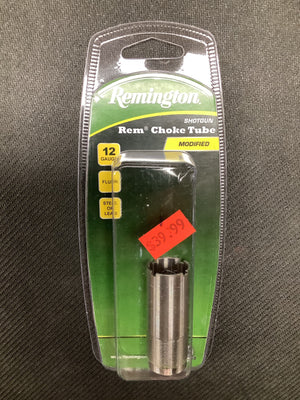 Remington
SHOTGUN
Rem® Choke Tube
MODIFIED
12
GAUGE
FLUSH
STEEL
OR
LEAD
$39.99